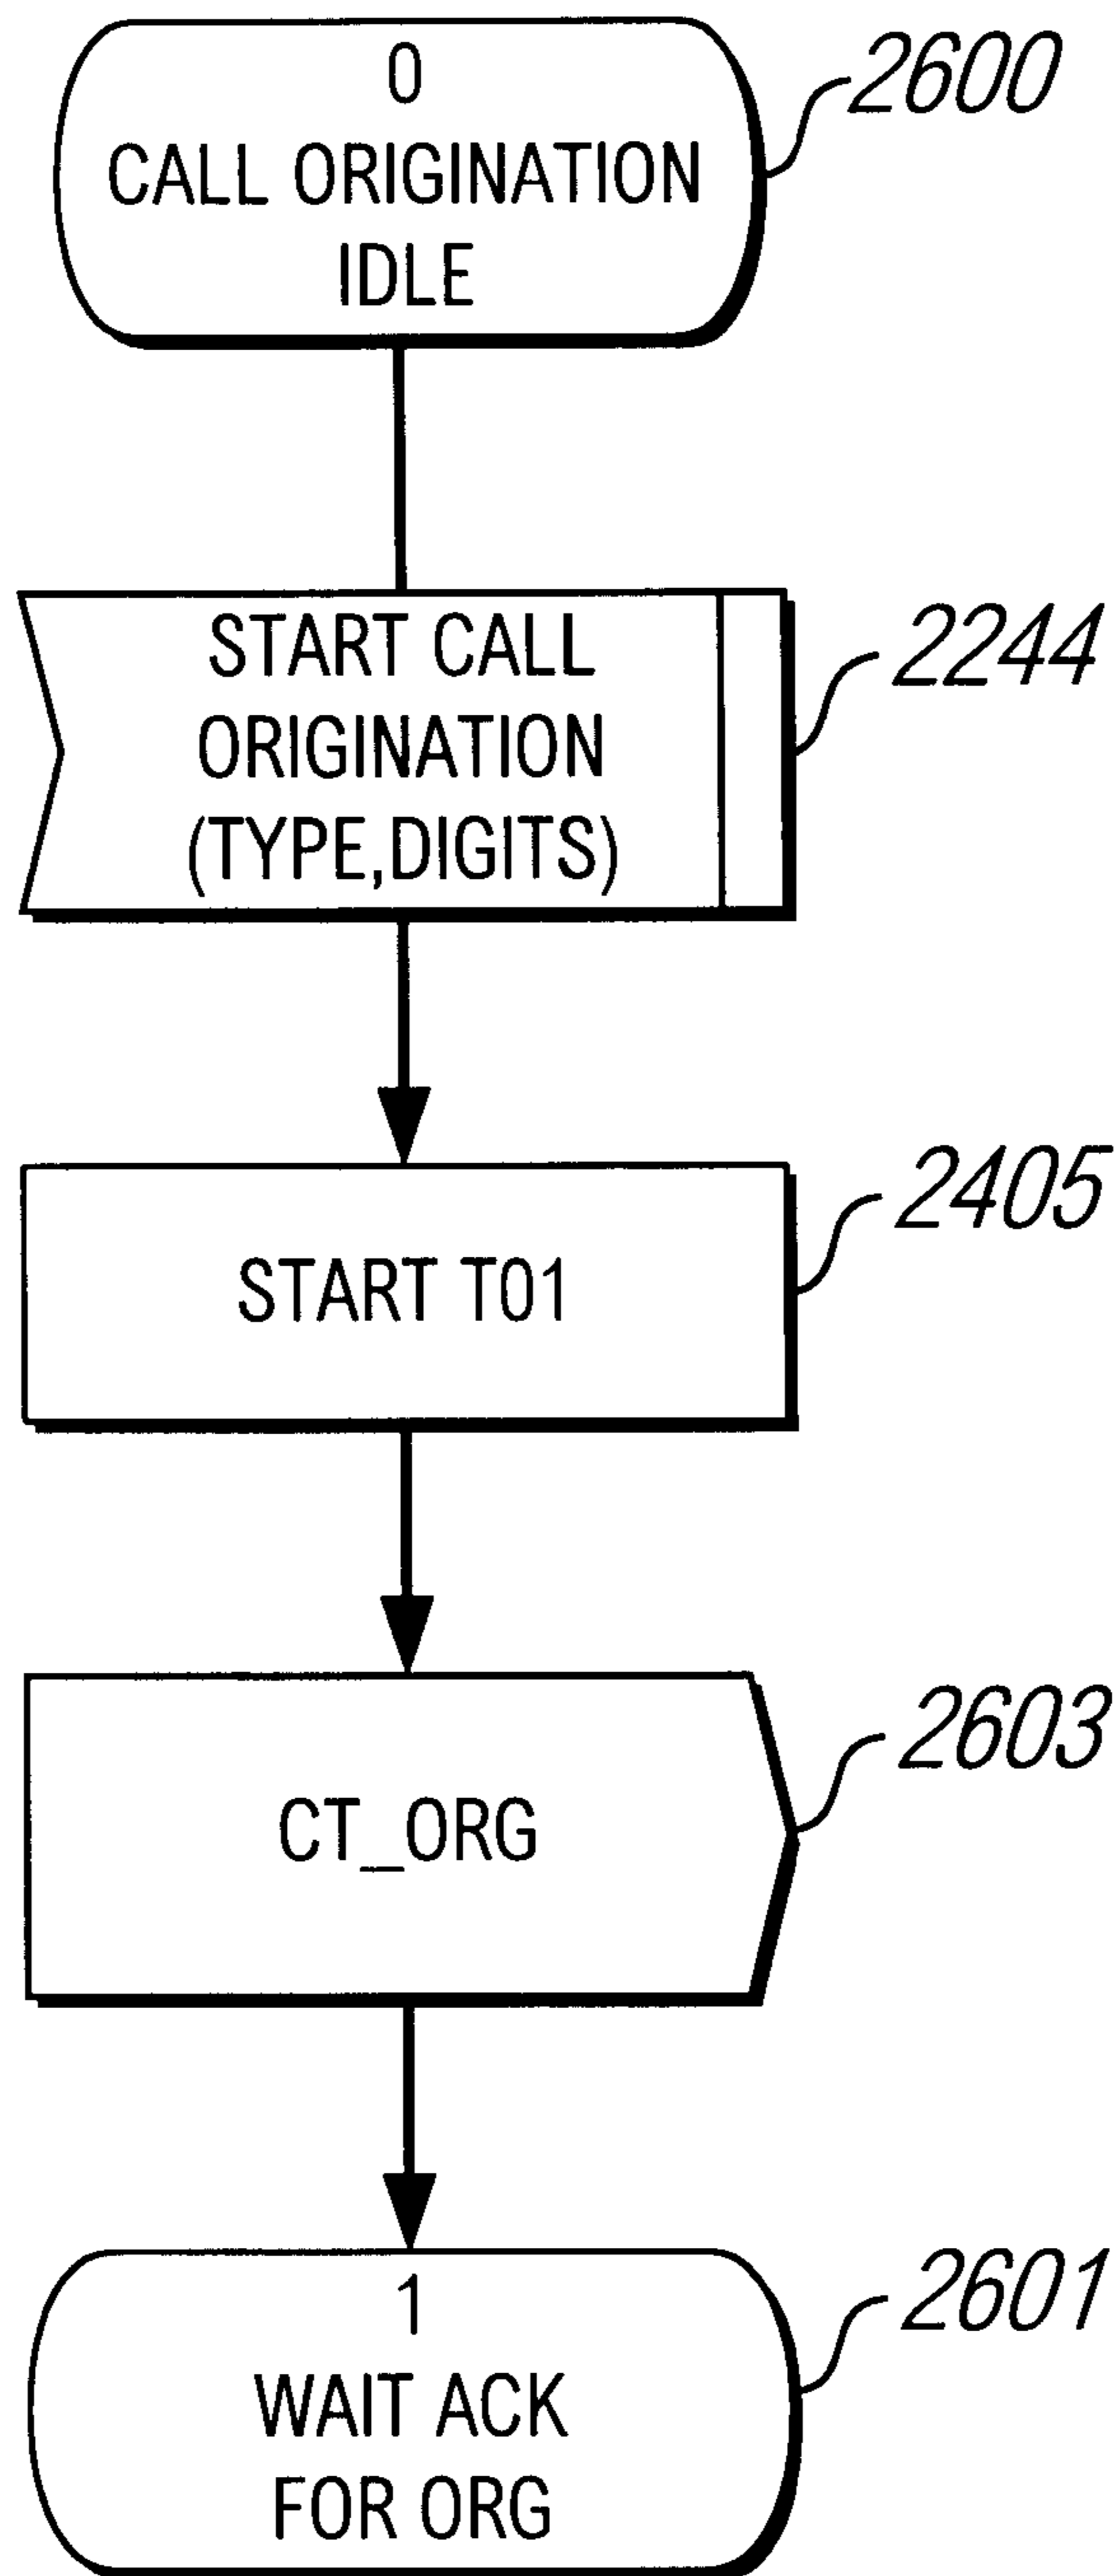 0
CALL ORIGINATION
IDLE
2600
START CALL
ORIGINATION
(TYPE,DIGITS)
2244
START T01
2405
CT_ORG
2603
1
WAIT ACK
FOR ORG
2601